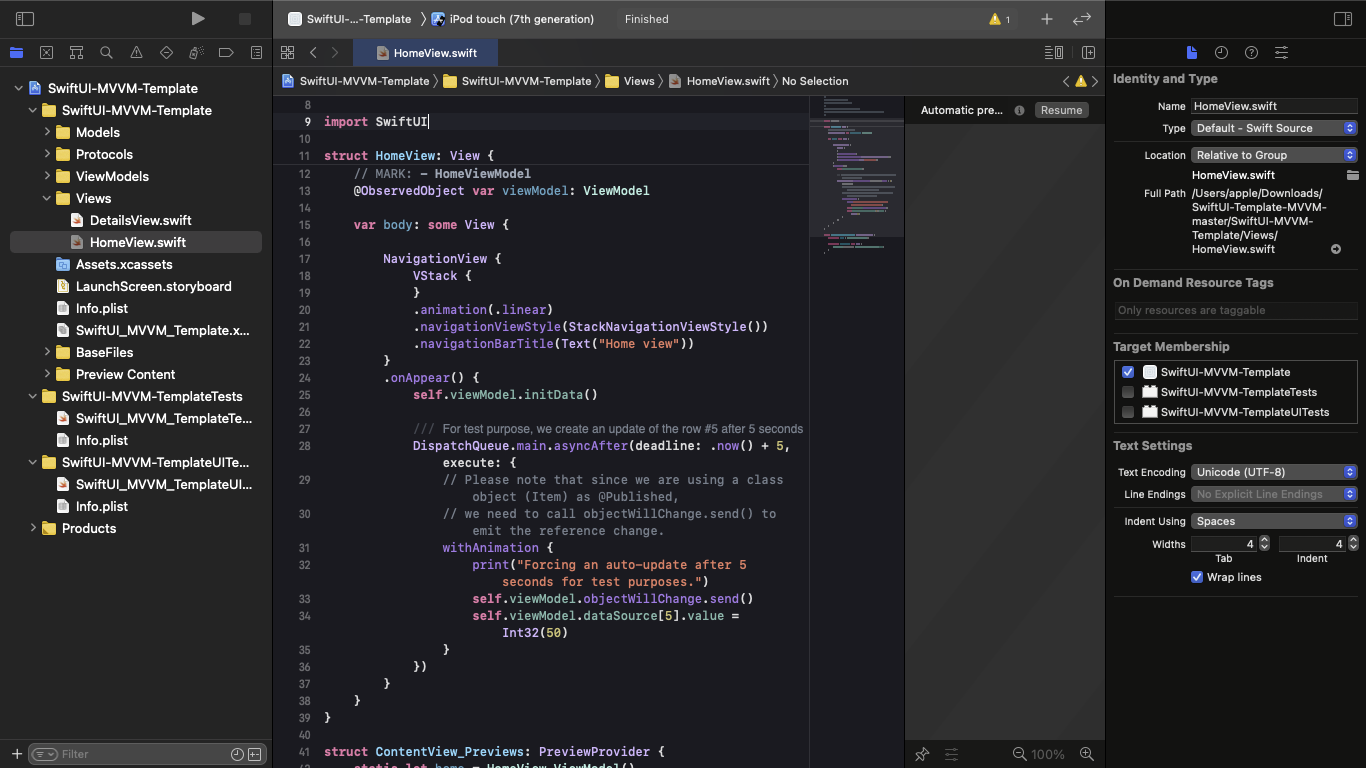 SwiftUI-...-Template
iPod touch (7th generation)
Finished
1
HomeView.swift
SwiftUI-MVVM-Template
SwiftUI-MVVM-Template
Views
HomeView.swift
No Selection
SwiftUI-MVVM-Template
SwiftUI-MVVM-Template
Models
Protocols
ViewModels
Views
DetailsView.swift
HomeView.swift
Assets.xcassets
LaunchScreen.storyboard
Info.plist
SwiftUI_MVVM_Template.x...
BaseFiles
Preview Content
SwiftUI-MVVM-TemplateTests
SwiftUI_MVVM_TemplateTe...
Info.plist
SwiftUI-MVVM-TemplateUITe...
SwiftUI_MVVM_TemplateUI...
Info.plist
Products
Filter
8
9 import SwiftUI
10
11 struct HomeView: View {
12 // MARK: - HomeViewModel
13 @ObservedObject var viewModel: ViewModel
14
15 var body: some View {
16
17 NavigationView {
18 VStack {
19 }
20 .animation(.linear)
21 .navigationViewStyle(StackNavigationViewStyle())
22 .navigationBarTitle(Text("Home view"))
23 }
24 .onAppear() {
25 self.viewModel.initData()
26
27 /// For test purpose, we create an update of the row #5 after 5 seconds
28 DispatchQueue.main.asyncAfter(deadline: .now() + 5,
execute: {
29 // Please note that since we are using a class
object (Item) as @Published,
30 // we need to call objectWillChange.send() to
emit the reference change.
31 withAnimation {
32 print("Forcing an auto-update after 5
seconds for test purposes.")
33 self.viewModel.objectWillChange.send()
34 self.viewModel.dataSource[5].value =
Int32(50)
35 }
36 })
37 }
38 }
39 }
40
41 struct ContentView_Previews: PreviewProvider {
Automatic pre...
Resume
100%
Identity and Type
Name HomeView.swift
Type Default - Swift Source
Location Relative to Group
HomeView.swift
Full Path /Users/apple/Downloads/
SwiftUI-Template-MVVM-
master/SwiftUI-MVVM-
Template/Views/
HomeView.swift
On Demand Resource Tags
Only resources are taggable
Target Membership
SwiftUI-MVVM-Template
SwiftUI-MVVM-TemplateTests
SwiftUI-MVVM-TemplateUITests
Text Settings
Text Encoding Unicode (UTF-8)
Line Endings No Explicit Line Endings
Indent Using Spaces
Widths 4 4
Tab Indent
Wrap lines